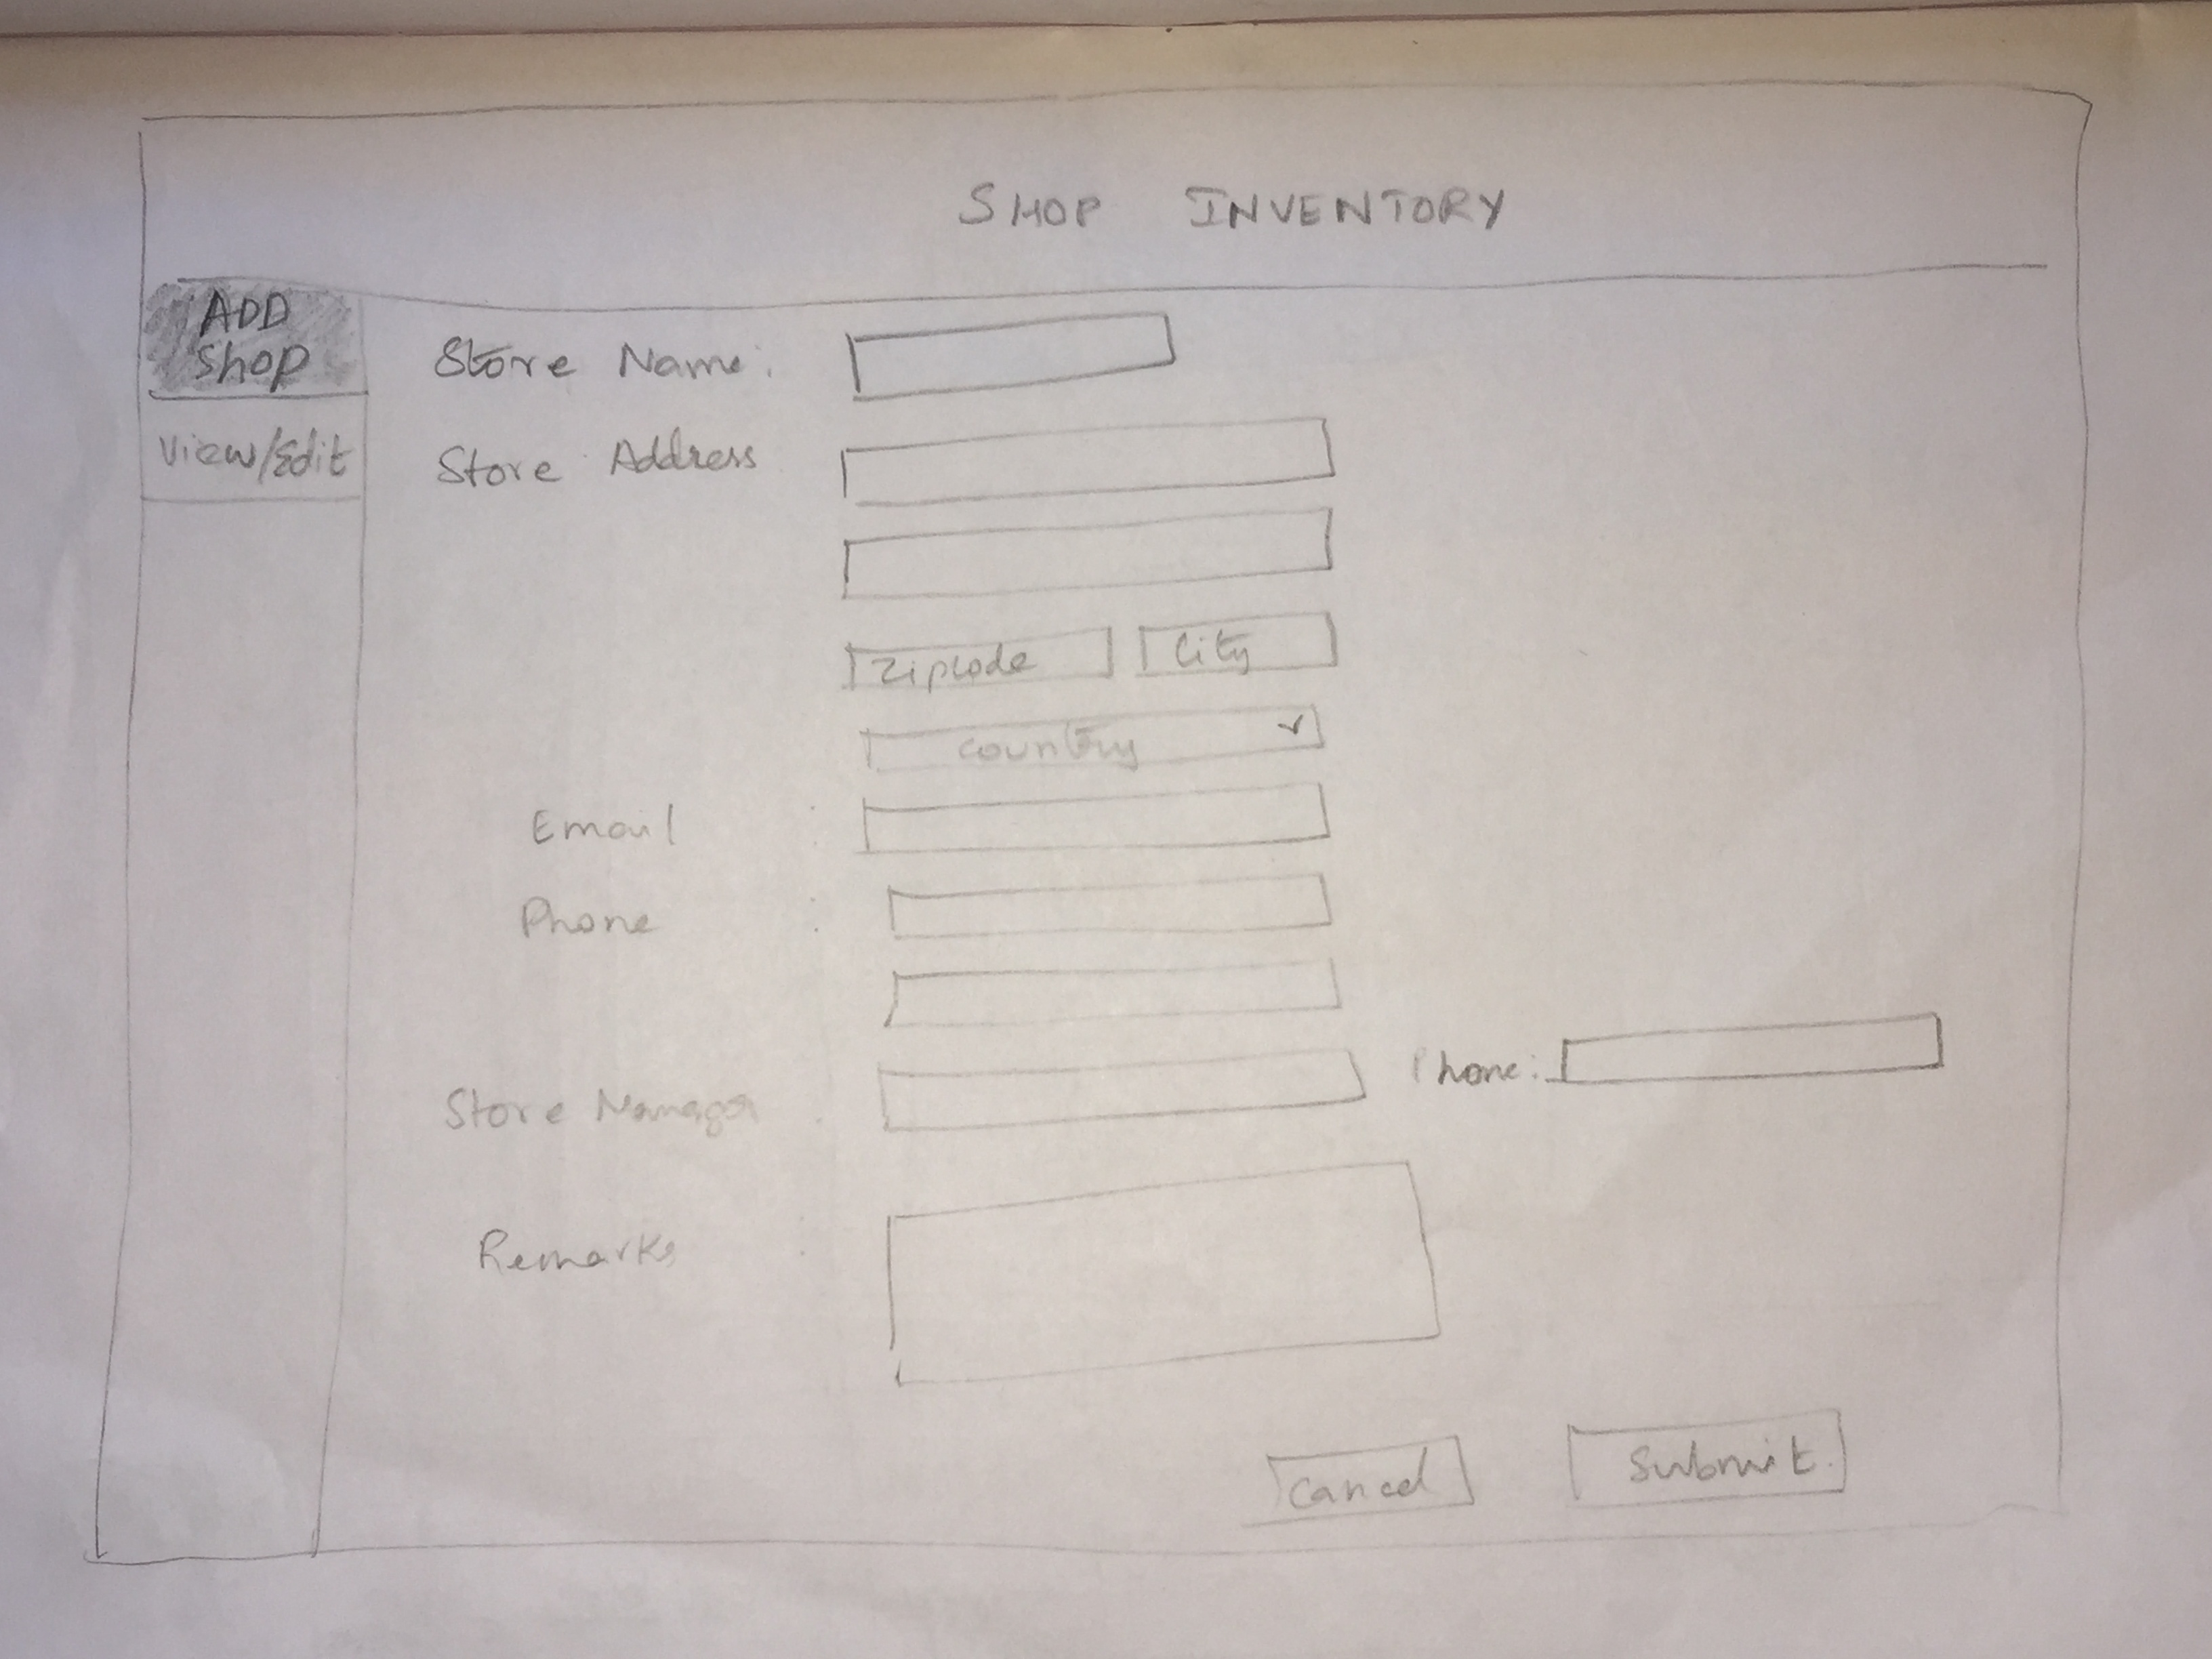 SHOP INVENTORY
ADD
Shop
View/Edit
Store Name:
Store Address
Zipcode
City
country
Email :
Phone :
Store Manager :
Phone:
Remarks :
Cancel
Submit